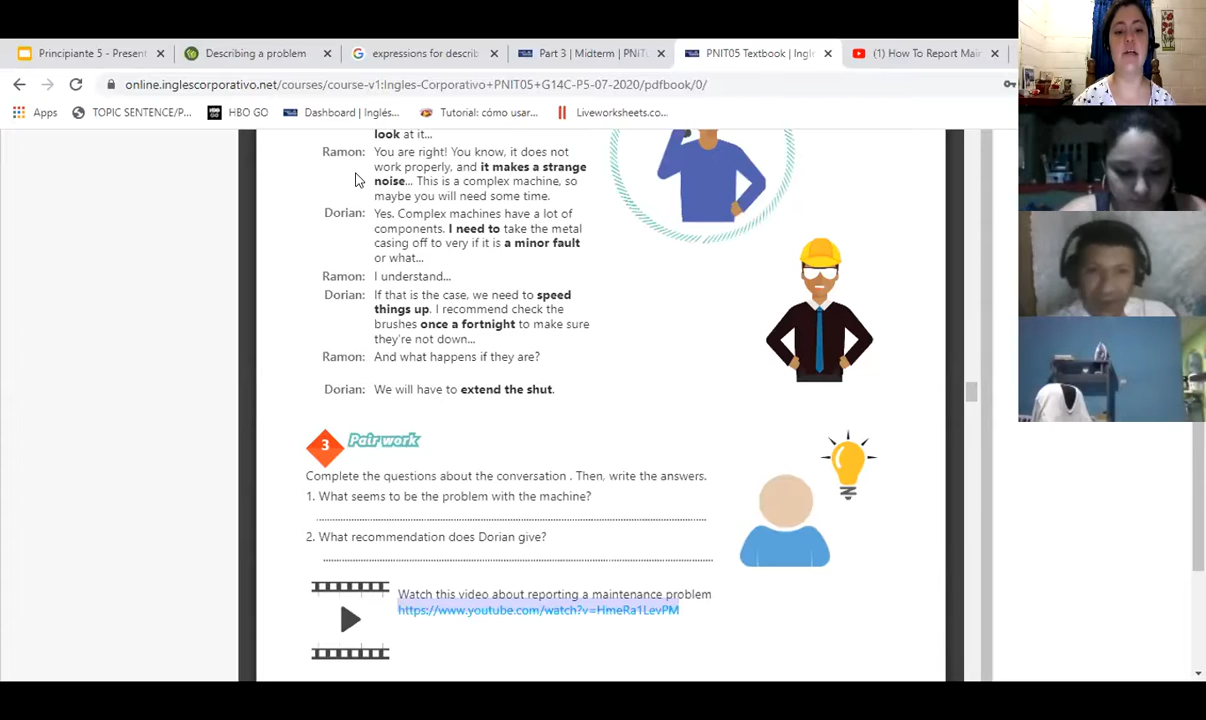 Principiante 5 - Present
Describing a problem
expressions for describ
Part 3 | Midterm | PNIT
PNIT05 Textbook | Ingle
(1) How To Report Mair
online.inglescorporativo.net/courses/course-v1:Ingles-Corporativo+PNIT05+G14C-P5-07-2020/pdfbook/0/
Apps TOPIC SENTENCE/P... HBO GO Dashboard | Inglés... Tutorial: cómo usar... Liveworksheets.co...
look at it...
Ramon: You are right! You know, it does not
work properly, and it makes a strange
noise... This is a complex machine, so
maybe you will need some time.
Dorian: Yes. Complex machines have a lot of
components. I need to take the metal
casing off to very if it is a minor fault
or what...
Ramon: I understand...
Dorian: If that is the case, we need to speed
things up. I recommend check the
brushes once a fortnight to make sure
they're not down...
Ramon: And what happens if they are?
Dorian: We will have to extend the shut.
3 Pair work
Complete the questions about the conversation . Then, write the answers.
1. What seems to be the problem with the machine?
2. What recommendation does Dorian give?
Watch this video about reporting a maintenance problem
https://www.youtube.com/watch?v=HmeRa1LevPM